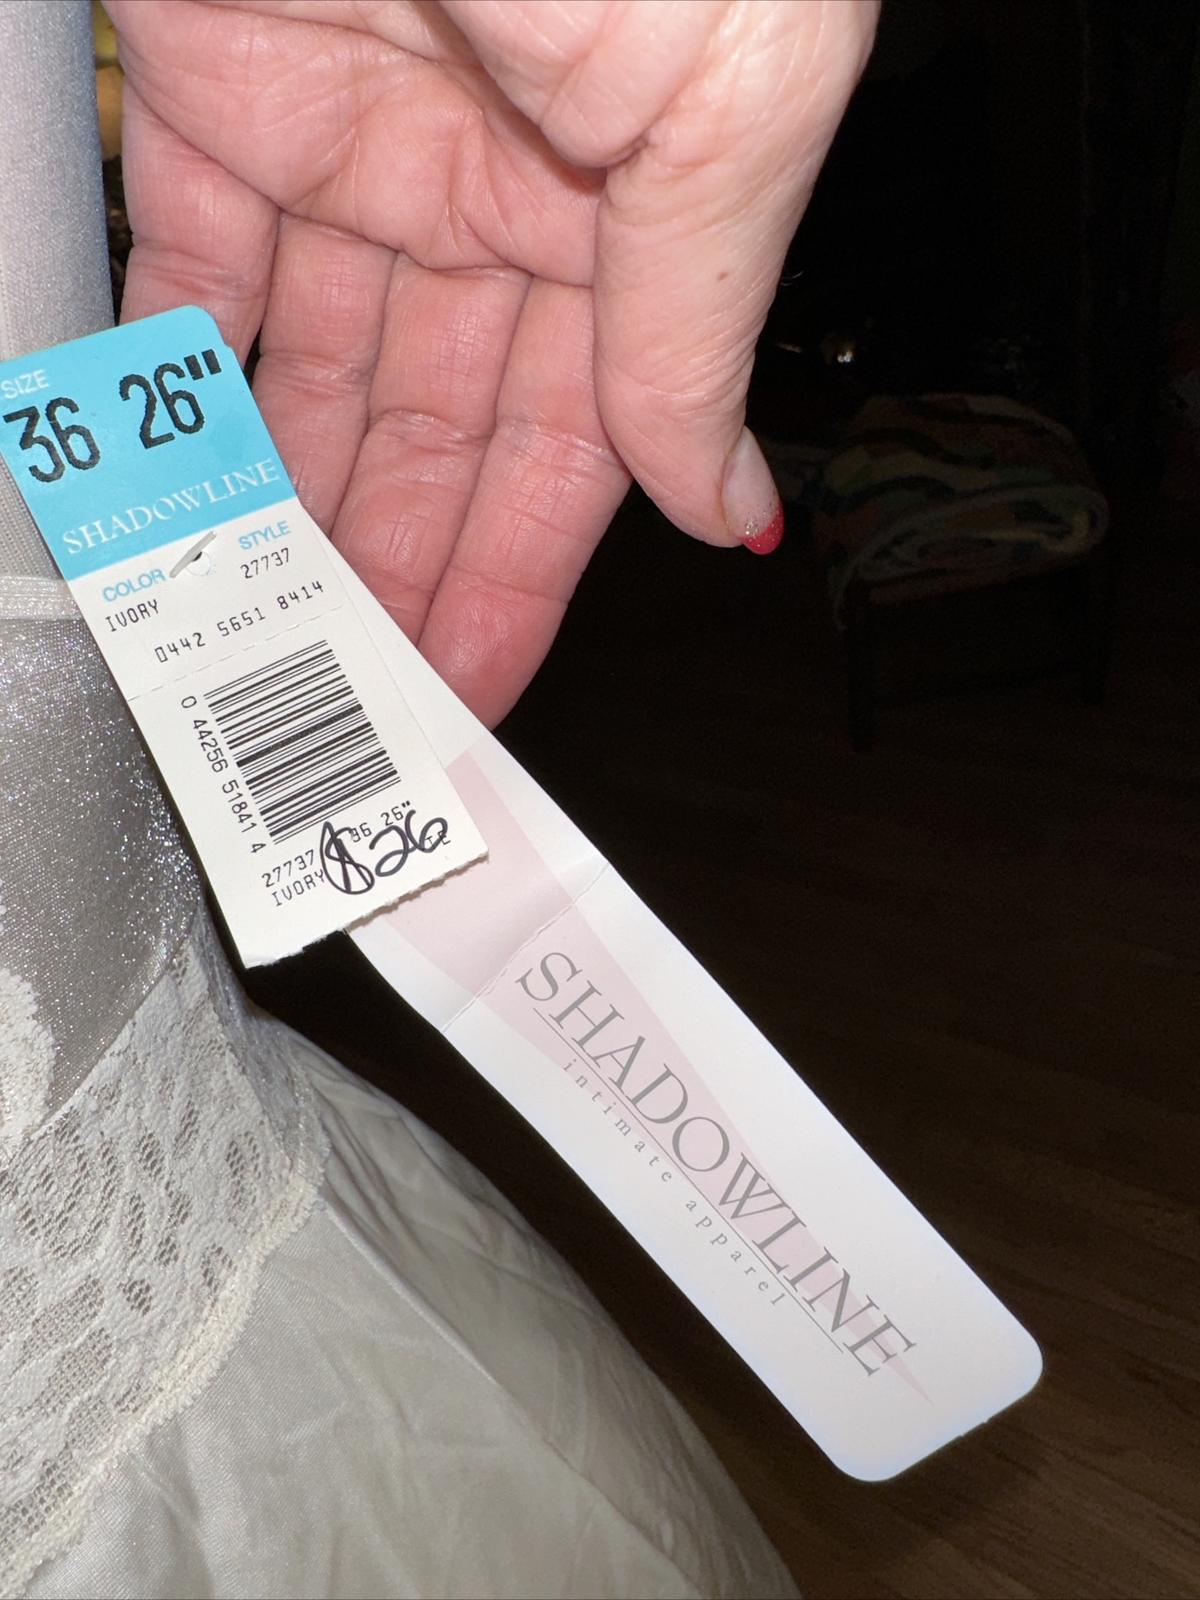 SIZE
36 26"
SHADOWLINE
COLOR STYLE
IVORY 27737
0442 5651 8414
0 44256 51841 4
27737 36 26"
IVORY $26
SHADOWLINE
intimate apparel